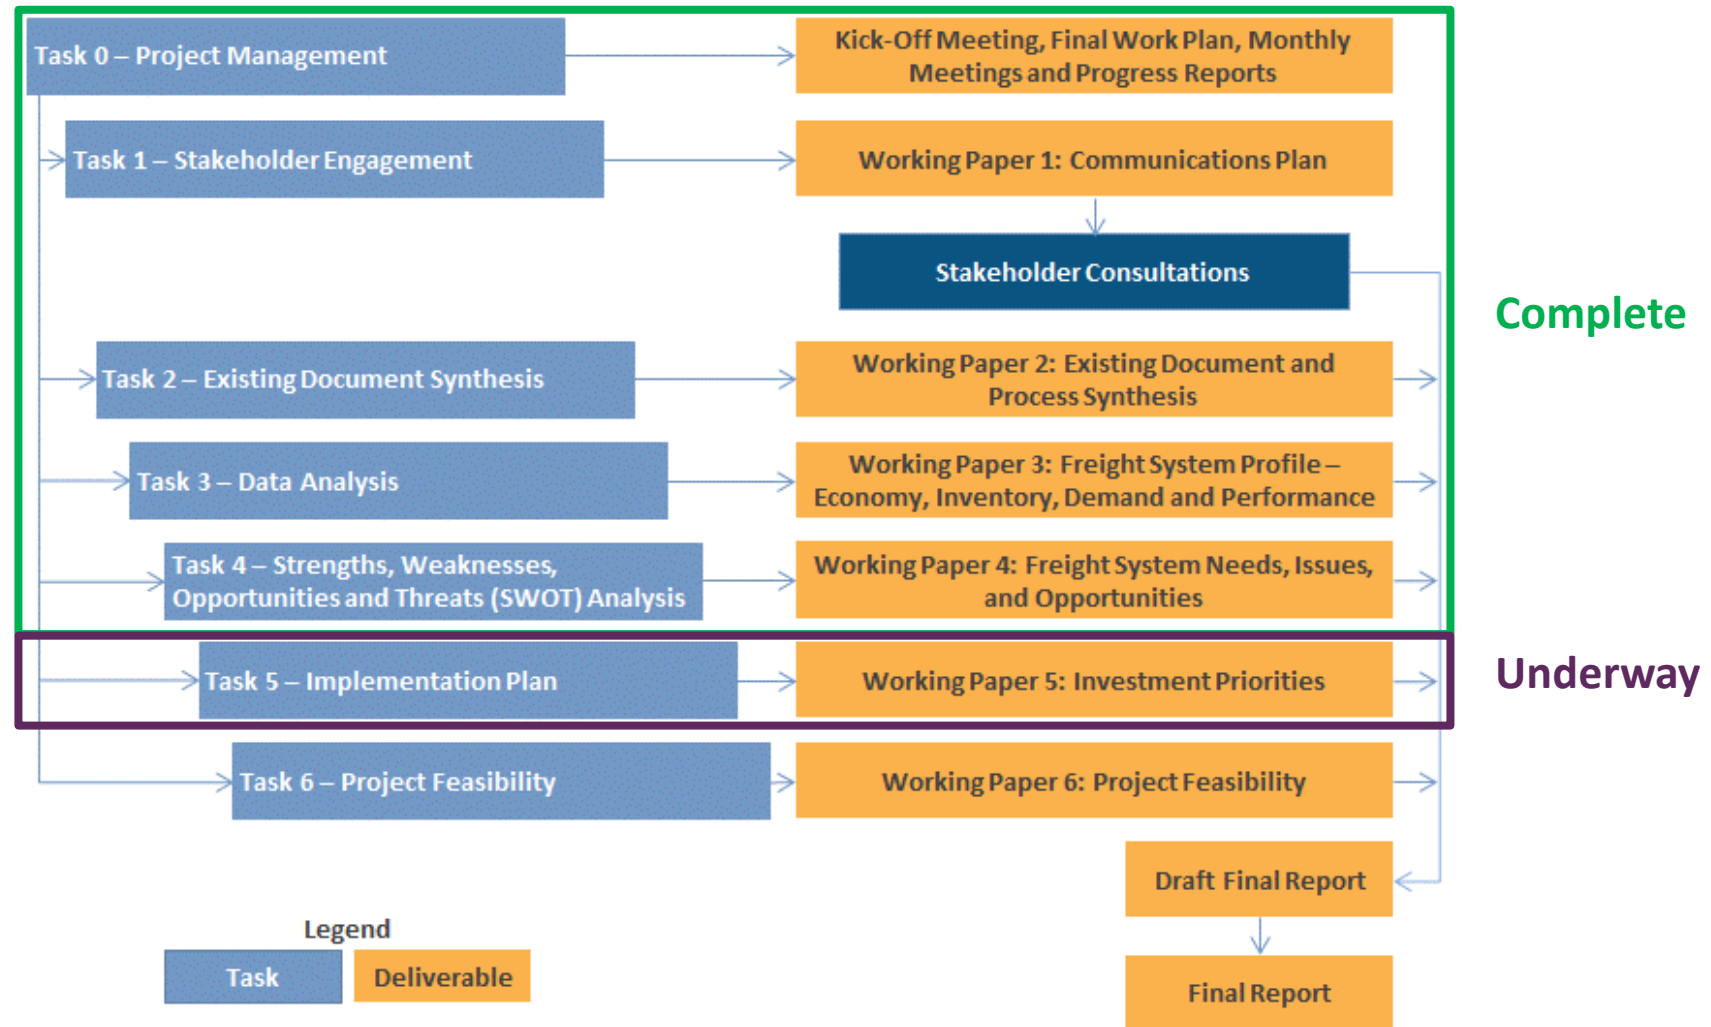 Task 0 – Project Management
Kick-Off Meeting, Final Work Plan, Monthly
Meetings and Progress Reports
Task 1 – Stakeholder Engagement
Working Paper 1: Communications Plan
Stakeholder Consultations
Complete
Task 2 – Existing Document Synthesis
Working Paper 2: Existing Document and
Process Synthesis
Task 3 – Data Analysis
Working Paper 3: Freight System Profile –
Economy, Inventory, Demand and Performance
Task 4 – Strengths, Weaknesses,
Opportunities and Threats (SWOT) Analysis
Working Paper 4: Freight System Needs, Issues,
and Opportunities
Task 5 – Implementation Plan
Working Paper 5: Investment Priorities
Underway
Task 6 – Project Feasibility
Working Paper 6: Project Feasibility
Draft Final Report
Legend
Task
Deliverable
Final Report